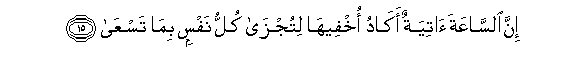 إِنَّ ٱلسَّاعَةَ ءَاتِيَةٌ أَكَادُ أُخْفِيهَا لِتُجْزَىٰ كُلُّ نَفْسٍۭ بِمَا تَسْعَىٰ ١٥